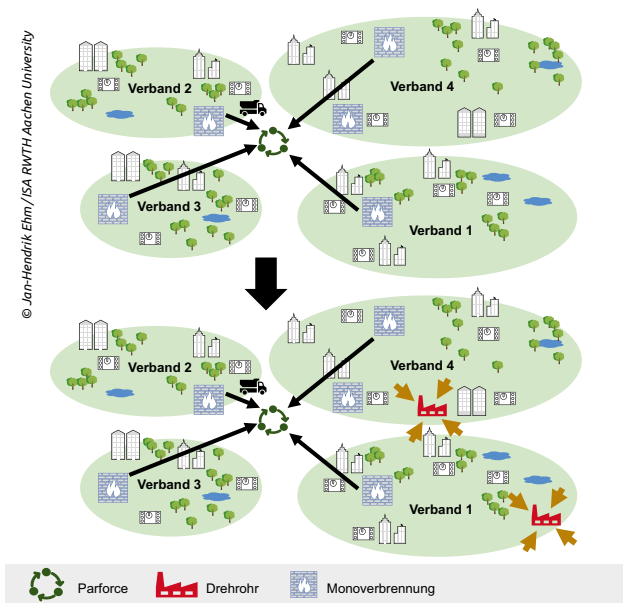 © Jan-Hendrik Ehm/ISA RWTH Aachen University
Verband 2
Verband 4
Verband 3
Verband 1
Verband 2
Verband 4
Verband 3
Verband 1
Parforce
Drehrohr
Monoverbrennung